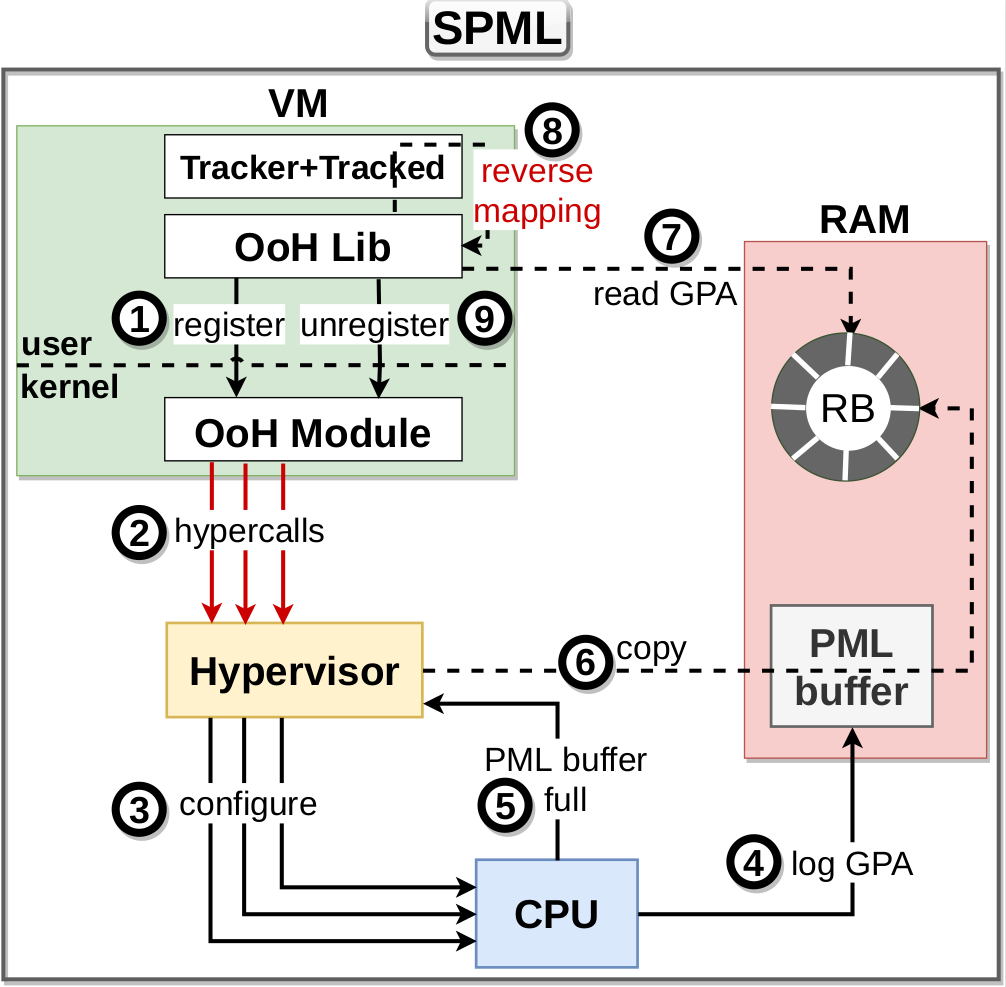 SPML
VM
8
Tracker+Tracked
reverse
mapping
RAM
OoH Lib
7
read GPA
1
register
unregister
9
user
kernel
RB
OoH Module
2
hypercalls
Hypervisor
6
copy
PML
buffer
3
configure
PML buffer
5
full
4
log GPA
CPU